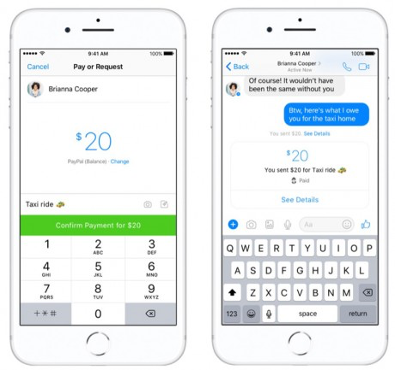 9:41 AM
100%
Cancel
Pay or Request
Brianna Cooper
$20
PayPal (Balance) · Change
Taxi ride 🚕
Confirm Payment for $20
1
2 ABC
3 DEF
4 GHI
5 JKL
6 MNO
7 PQRS
8 TUV
9 WXYZ
+ * #
0
9:41 AM
100%
Back
Brianna Cooper
Active Now
Of course! It wouldn't have
been the same without you
Btw, here's what I owe
you for the taxi home
You sent $20. See Details
$20
You sent $20 for Taxi ride 🚕
Paid
See Details
Aa
Q W E R T Y U I O P
A S D F G H J K L
Z X C V B N M
123 space return